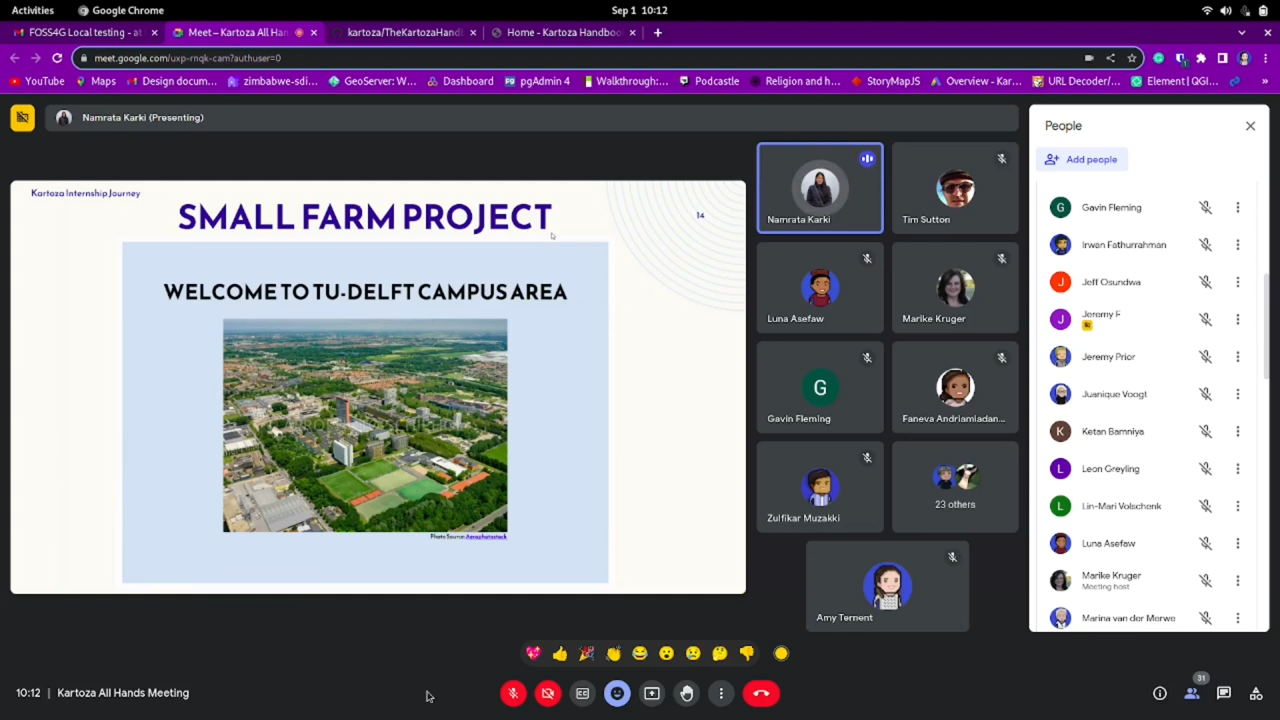 Activities
Google Chrome
Sep 1 10:12
FOSS4G Local testing - at
Meet – Kartoza All Han
kartoza/TheKartozaHandl
Home - Kartoza Handboo
meet.google.com/uxp-rnqk-cam?authuser=0
YouTube
Maps
Design docum...
zimbabwe-sdi...
GeoServer: W...
Dashboard
pgAdmin 4
Walkthrough:...
Podcastle
Religion and h...
StoryMapJS
Overview - Kar...
URL Decoder/...
Element | QGI...
Namrata Karki (Presenting)
People
Add people
Kartoza Internship Journey
14
SMALL FARM PROJECT
WELCOME TO TU-DELFT CAMPUS AREA
Photo Source:Aerophotostock
Namrata Karki
Tim Sutton
Luna Asefaw
Marike Kruger
G
Gavin Fleming
Faneva Andriamiadan...
Zulfikar Muzakki
23 others
Amy Tement
G
Gavin Fleming
Irwan Fathurrahman
J
Jeff Osundwa
J
Jeremy F
Jeremy Prior
Juanique Voogt
K
Ketan Bamniya
L
Leon Greyling
L
Lin-Mari Volschenk
Luna Asefaw
Marike Kruger
Meeting host
Marina van der Merwe
10:12 | Kartoza All Hands Meeting
31